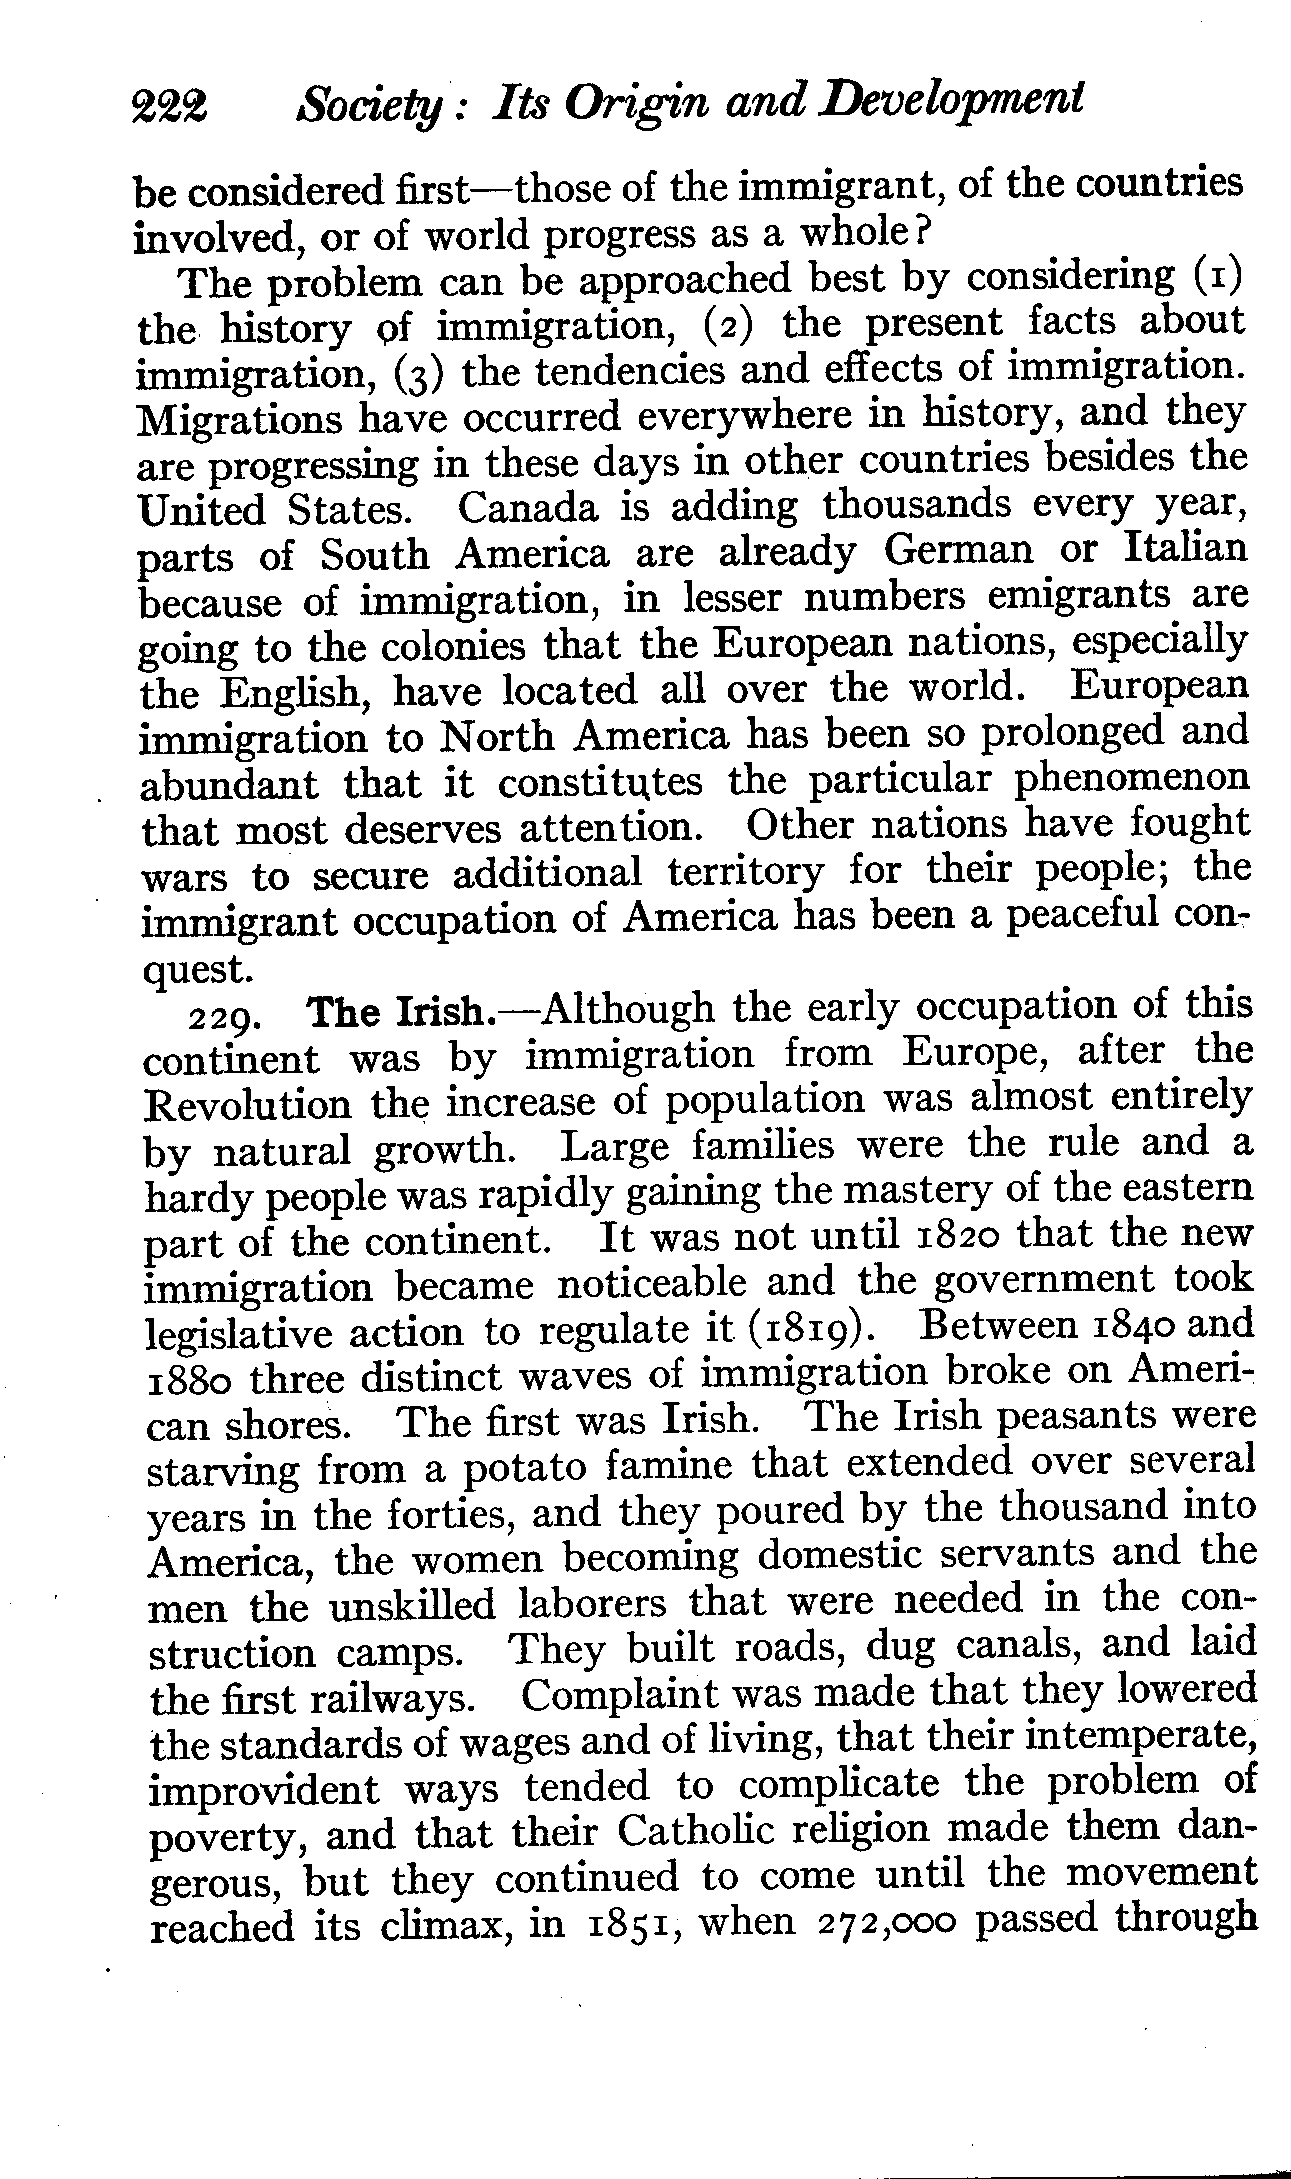 222 Society: Its Origin and Development
be considered first—those of the immigrant, of the countries
involved, or of world progress as a whole?
The problem can be approached best by considering (1)
the history of immigration, (2) the present facts about
immigration, (3) the tendencies and effects of immigration.
Migrations have occurred everywhere in history, and they
are progressing in these days in other countries besides the
United States. Canada is adding thousands every year,
parts of South America are already German or Italian
because of immigration, in lesser numbers emigrants are
going to the colonies that the European nations, especially
the English, have located all over the world. European
immigration to North America has been so prolonged and
abundant that it constitutes the particular phenomenon
that most deserves attention. Other nations have fought
wars to secure additional territory for their people; the
immigrant occupation of America has been a peaceful con-
quest.
229. The Irish.—Although the early occupation of this
continent was by immigration from Europe, after the
Revolution the increase of population was almost entirely
by natural growth. Large families were the rule and a
hardy people was rapidly gaining the mastery of the eastern
part of the continent. It was not until 1820 that the new
immigration became noticeable and the government took
legislative action to regulate it (1819). Between 1840 and
1880 three distinct waves of immigration broke on Ameri-
can shores. The first was Irish. The Irish peasants were
starving from a potato famine that extended over several
years in the forties, and they poured by the thousand into
America, the women becoming domestic servants and the
men the unskilled laborers that were needed in the con-
struction camps. They built roads, dug canals, and laid
the first railways. Complaint was made that they lowered
the standards of wages and of living, that their intemperate,
improvident ways tended to complicate the problem of
poverty, and that their Catholic religion made them dan-
gerous, but they continued to come until the movement
reached its climax, in 1851, when 272,000 passed through